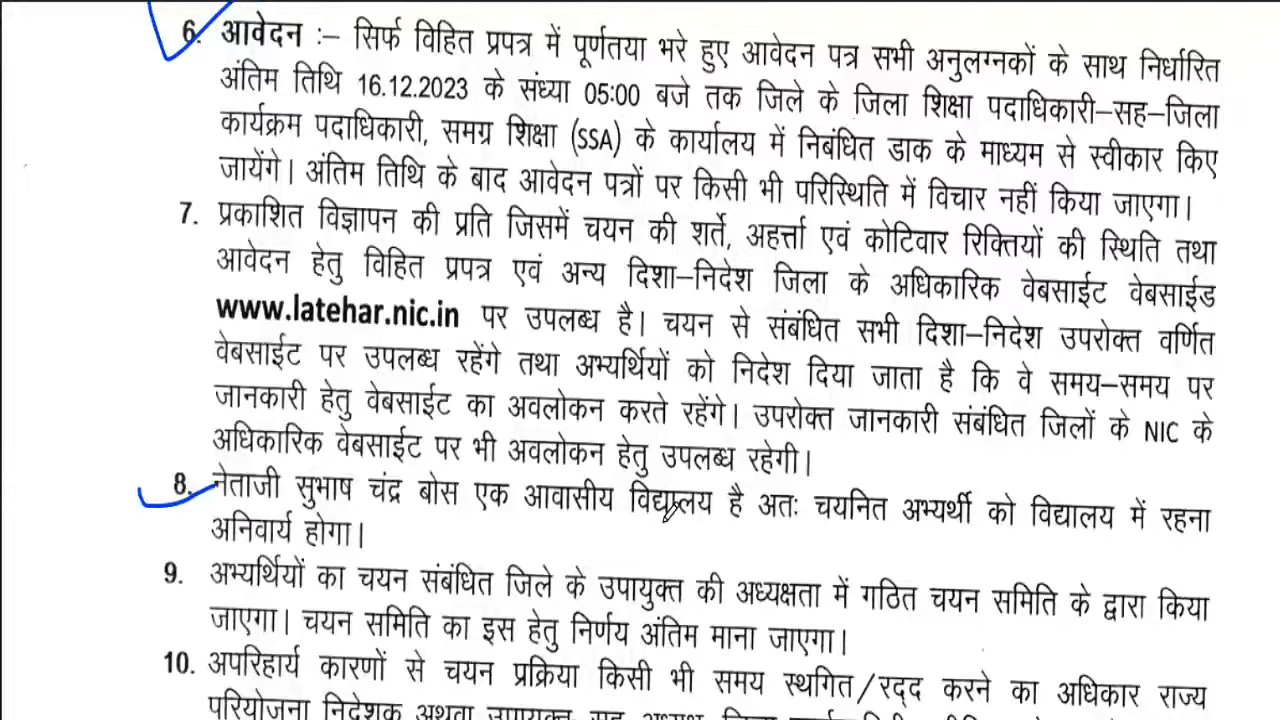 6. आवेदन :– सिर्फ विहित प्रपत्र में पूर्णतया भरे हुए आवेदन पत्र सभी अनुलग्नकों के साथ निर्धारित
अंतिम तिथि 16.12.2023 के संध्या 05:00 बजे तक जिले के जिला शिक्षा पदाधिकारी–सह–जिला
कार्यक्रम पदाधिकारी, समग्र शिक्षा (SSA) के कार्यालय में निबंधित डाक के माध्यम से स्वीकार किए
जायेंगे। अंतिम तिथि के बाद आवेदन पत्रों पर किसी भी परिस्थिति में विचार नहीं किया जाएगा।
7. प्रकाशित विज्ञापन की प्रति जिसमें चयन की शर्ते, अहर्त्ता एवं कोटिवार रिक्तियों की स्थिति तथा
आवेदन हेतु विहित प्रपत्र एवं अन्य दिशा–निदेश जिला के अधिकारिक वेबसाईट वेबसाईड
www.latehar.nic.in पर उपलब्ध है। चयन से संबंधित सभी दिशा–निदेश उपरोक्त वर्णित
वेबसाईट पर उपलब्ध रहेंगे तथा अभ्यर्थियों को निदेश दिया जाता है कि वे समय–समय पर
जानकारी हेतु वेबसाईट का अवलोकन करते रहेंगे। उपरोक्त जानकारी संबंधित जिलों के NIC के
अधिकारिक वेबसाईट पर भी अवलोकन हेतु उपलब्ध रहेगी।
8. नेताजी सुभाष चंद्र बोस एक आवासीय विद्यालय है अतः चयनित अभ्यर्थी को विद्यालय में रहना
अनिवार्य होगा।
9. अभ्यर्थियों का चयन संबंधित जिले के उपायुक्त की अध्यक्षता में गठित चयन समिति के द्वारा किया
जाएगा। चयन समिति का इस हेतु निर्णय अंतिम माना जाएगा।
10. अपरिहार्य कारणों से चयन प्रक्रिया किसी भी समय स्थगित/रद्द करने का अधिकार राज्य
परियोजना निदेशक अथवा उपायुक्त